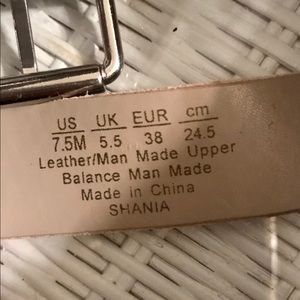 US UK EUR cm
7.5M 5.5 38 24.5
Leather/Man Made Upper
Balance Man Made
Made in China
SHANIA